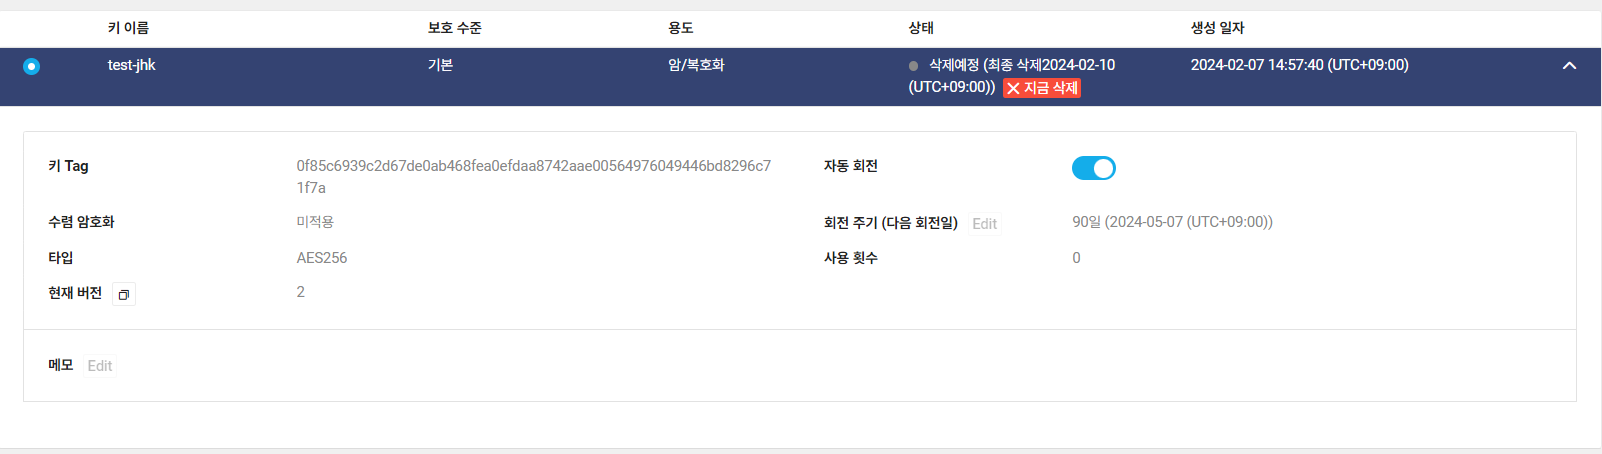 키 이름 보호 수준 용도 상태 생성 일자
test-jhk 기본 암/복호화 삭제예정 (최종 삭제2024-02-10 2024-02-07 14:57:40 (UTC+09:00)
(UTC+09:00)) 지금 삭제
키 Tag 0f85c6939c2d67de0ab468fea0efdaa8742aae00564976049446bd8296c7 자동 회전
1f7a
수렴 암호화 미적용 회전 주기 (다음 회전일) Edit 90일 (2024-05-07 (UTC+09:00))
타입 AES256 사용 횟수 0
현재 버전 2
메모 Edit